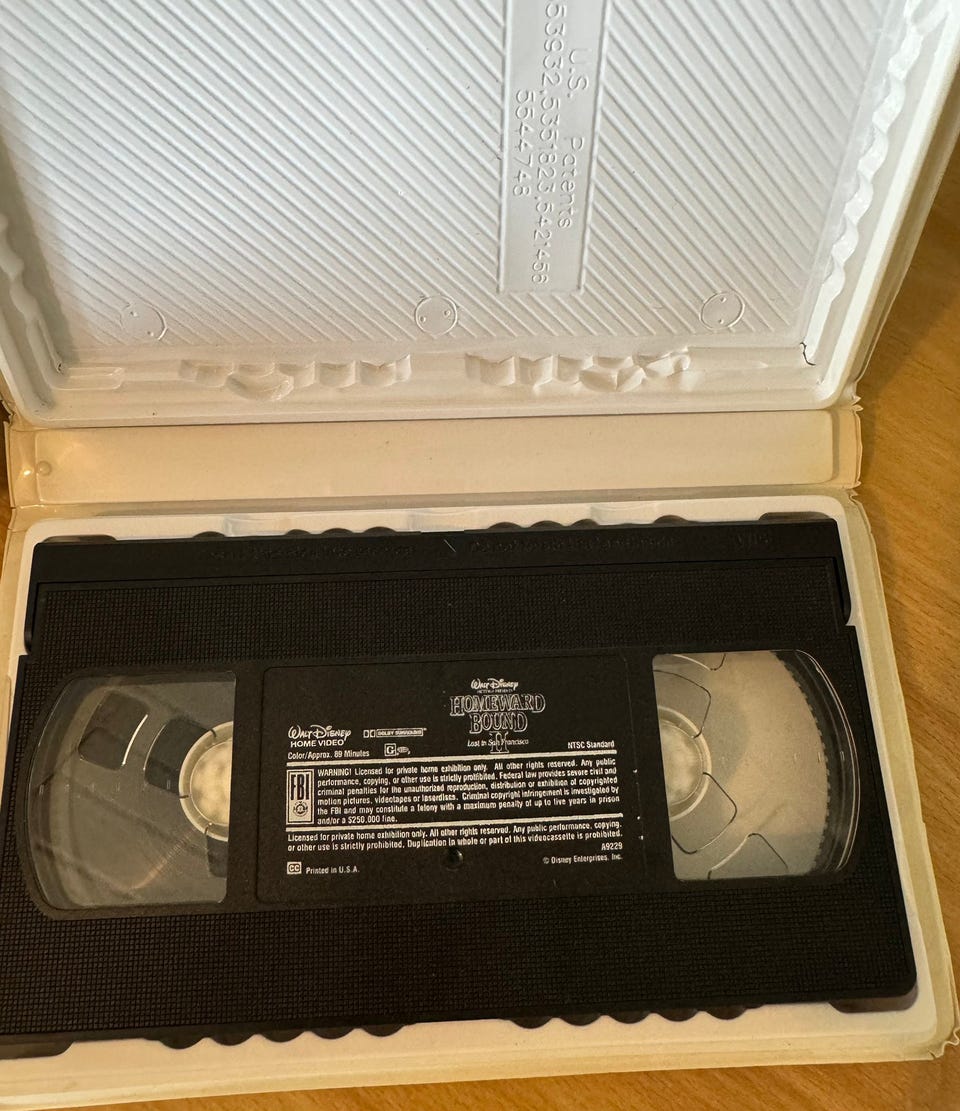 U.S. Patents
53932,5351823,5421456
5544748
VHS
WALT DISNEY
PICTURES PRESENTS
HOMEWARD
BOUND
II
Lost In San Francisco
WALT DISNEY
HOME VIDEO
DOLBY SURROUND
Color/Approx. 89 Minutes
G
NTSC Standard
FBI
WARNING! Licensed for private home exhibition only. All other rights reserved. Any public
performance, copying, or other use is strictly prohibited. Federal law provides severe civil and
criminal penalties for the unauthorized reproduction, distribution or exhibition of copyrighted
motion pictures, videotapes or laserdiscs. Criminal copyright infringement is investigated by
the FBI and may constitute a felony with a maximum penalty of up to five years in prison
and/or a $250,000 fine.
Licensed for private home exhibition only. All other rights reserved. Any public performance, copying,
or other use is strictly prohibited. Duplication in whole or part of this videocassette is prohibited.
A9229
CC Printed in U.S.A.
© Disney Enterprises, Inc.